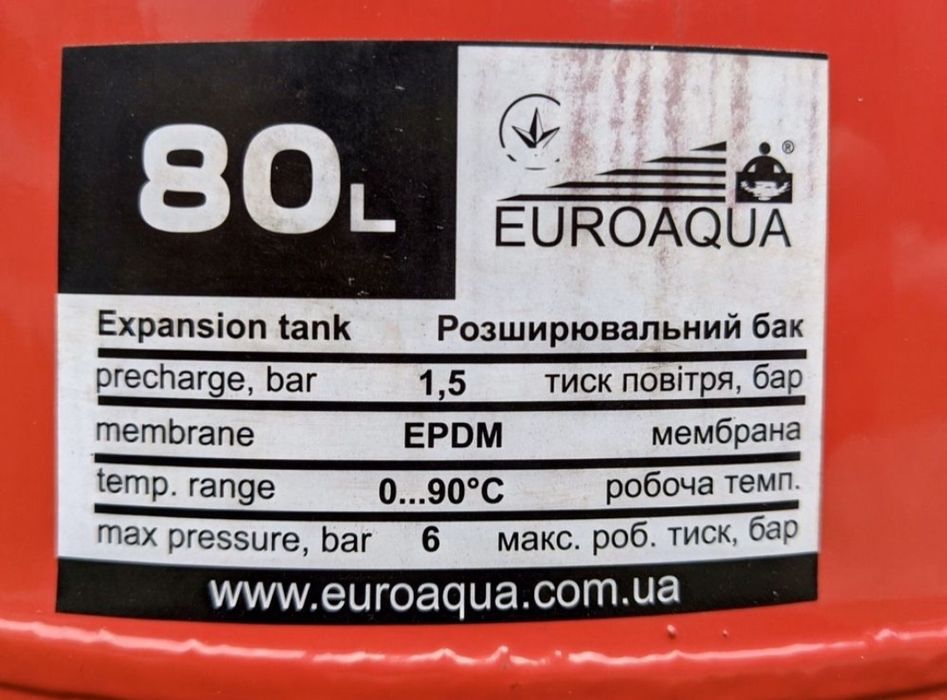 80L
®
EUROAQUA
Expansion tank Розширювальний бак
precharge, bar 1,5 тиск повітря, бар
membrane EPDM мембрана
temp. range 0...90°C робоча темп.
max pressure, bar 6 макс. роб. тиск, бар
www.euroaqua.com.ua